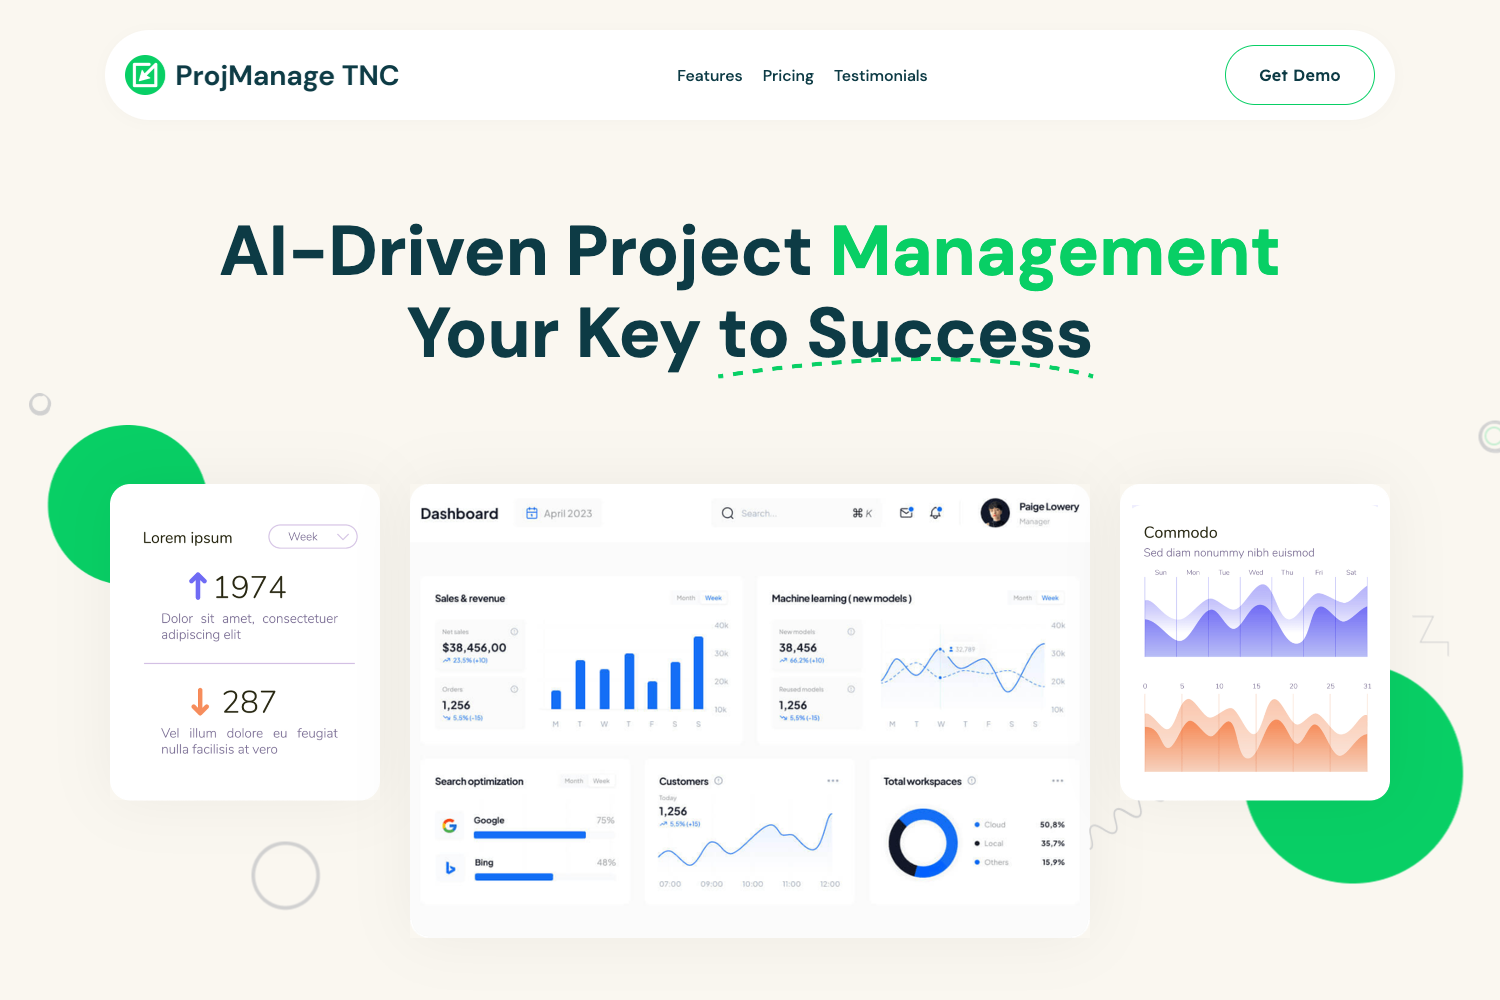 ProjManage TNC
Features Pricing Testimonials
Get Demo
AI-Driven Project Management
Your Key to Success
Lorem ipsum
Week
1974
Dolor sit amet, consectetuer
adipiscing elit
287
Vel illum dolore eu feugiat
nulla facilisis at vero
Dashboard
April 2023
Search...
⌘ K
Paige Lowery
Manager
Sales & revenue
Month Week
Net sales
$38,456,00
23,5% (+10)
Orders
1,256
5,5% (-15)
40k
30k
20k
10k
M T W T F S S
Machine learning ( new models )
Month Week
New models
38,456
66.2% (+10)
Reused models
1,256
5,5% (-15)
32,789
40k
30k
20k
10k
M T W T F S S
Search optimization
Month Week
Google 75%
Bing 48%
Customers
Today
1,256
5,5% (+15)
07:00 09:00 10:00 11:00 12:00
Total workspaces
Cloud 50,8%
Local 35,7%
Others 15,9%
Commodo
Sed diam nonummy nibh euismod
Sun Mon Tue Wed Thu Fri Sat
0 5 10 15 20 25 31